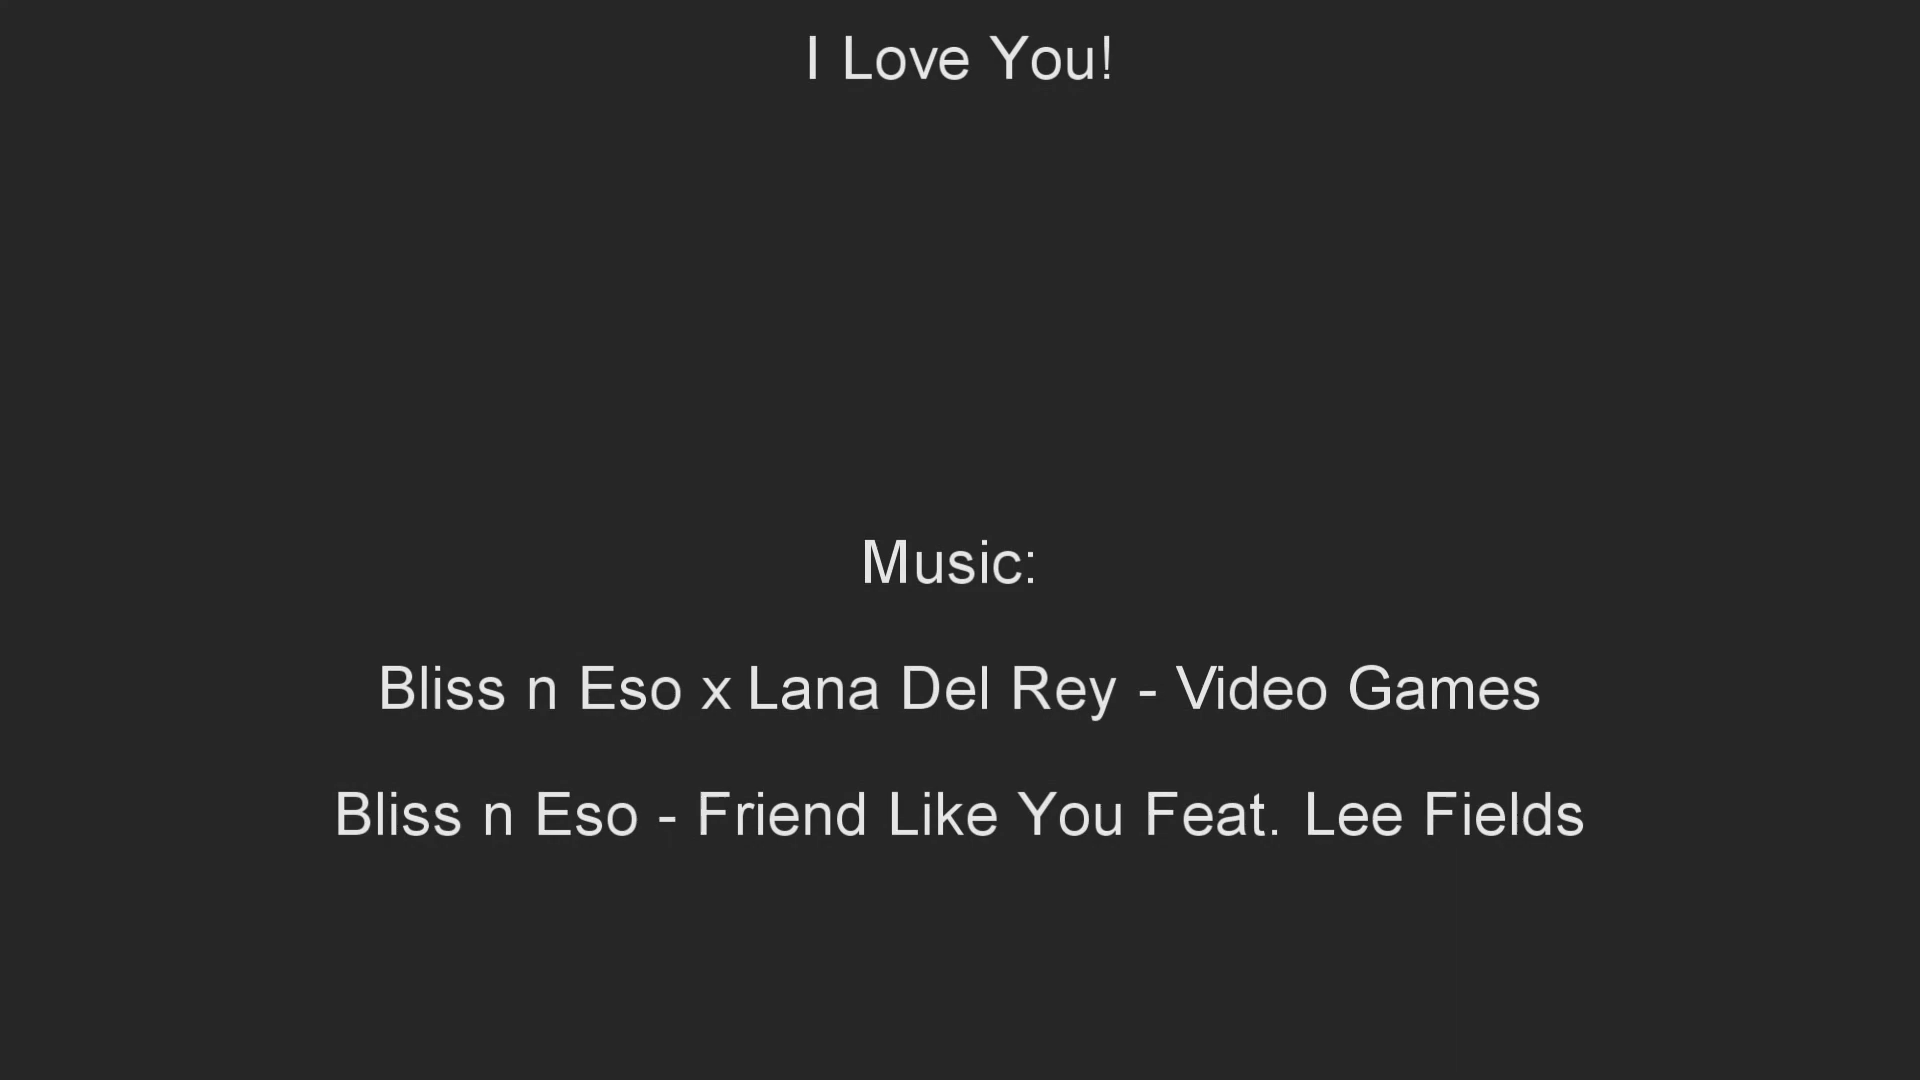 I Love You!
Music:
Bliss n Eso x Lana Del Rey - Video Games
Bliss n Eso - Friend Like You Feat. Lee Fields